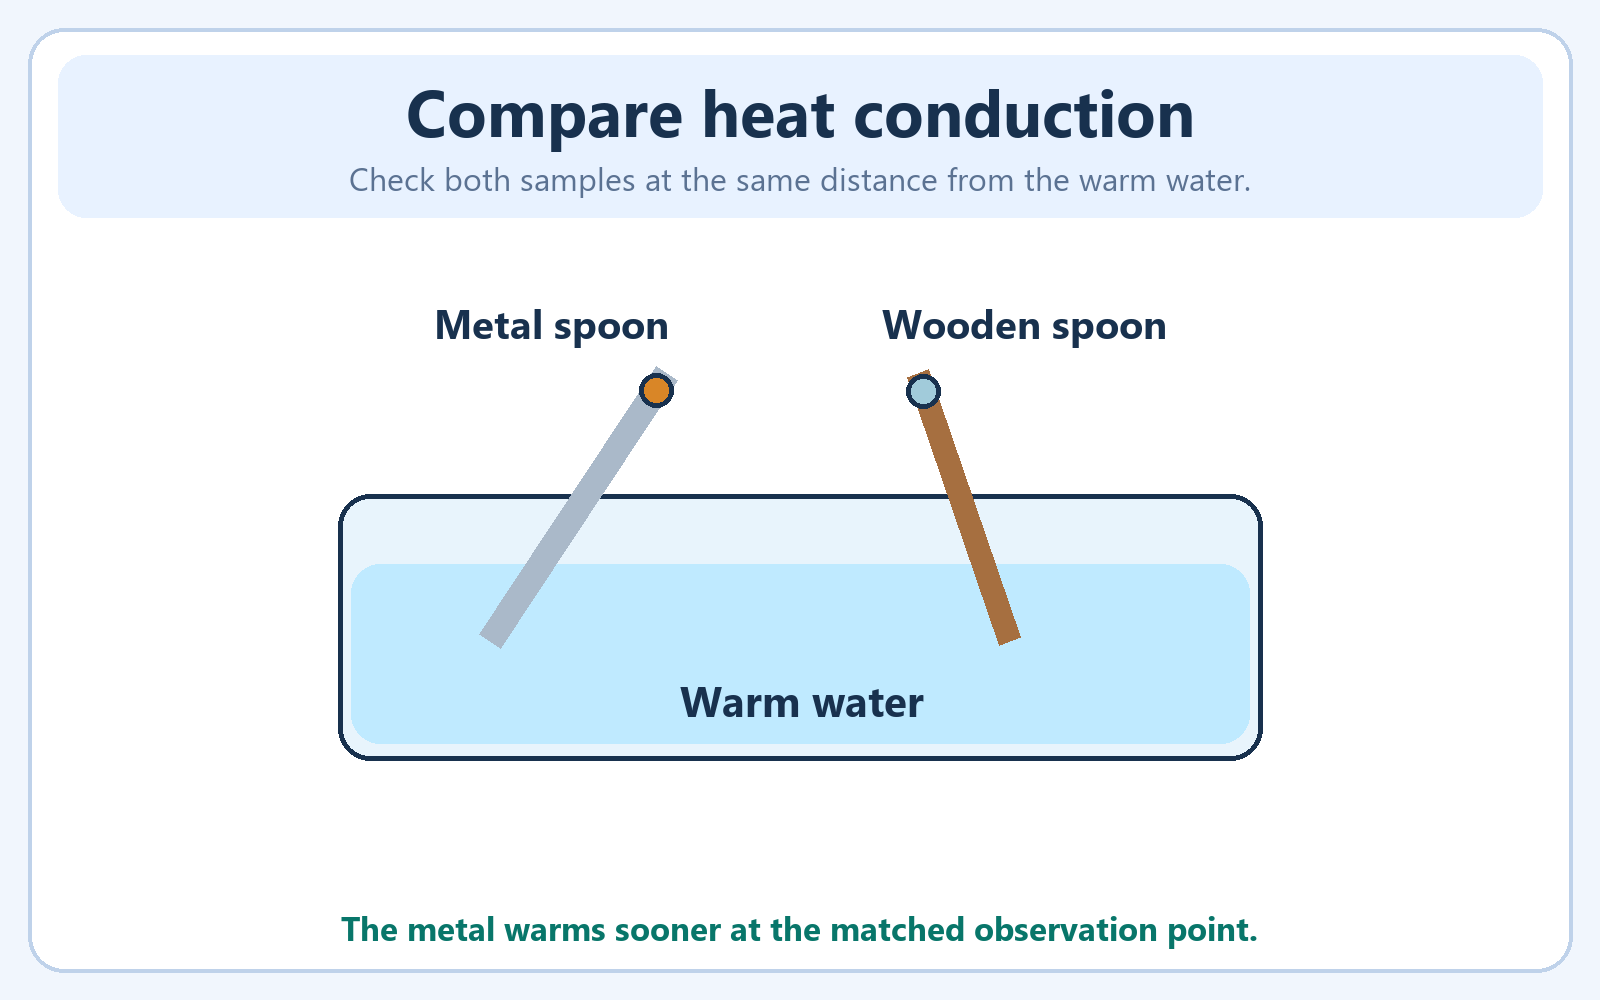 Compare heat conduction
Check both samples at the same distance from the warm water.
Metal spoon
Wooden spoon
Warm water
The metal warms sooner at the matched observation point.